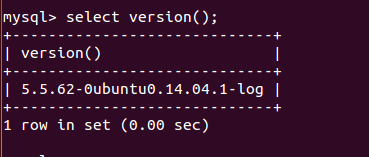 mysql> select version();
+-----------------------------+
| version()                   |
+-----------------------------+
| 5.5.62-0ubuntu0.14.04.1-log |
+-----------------------------+
1 row in set (0.00 sec)